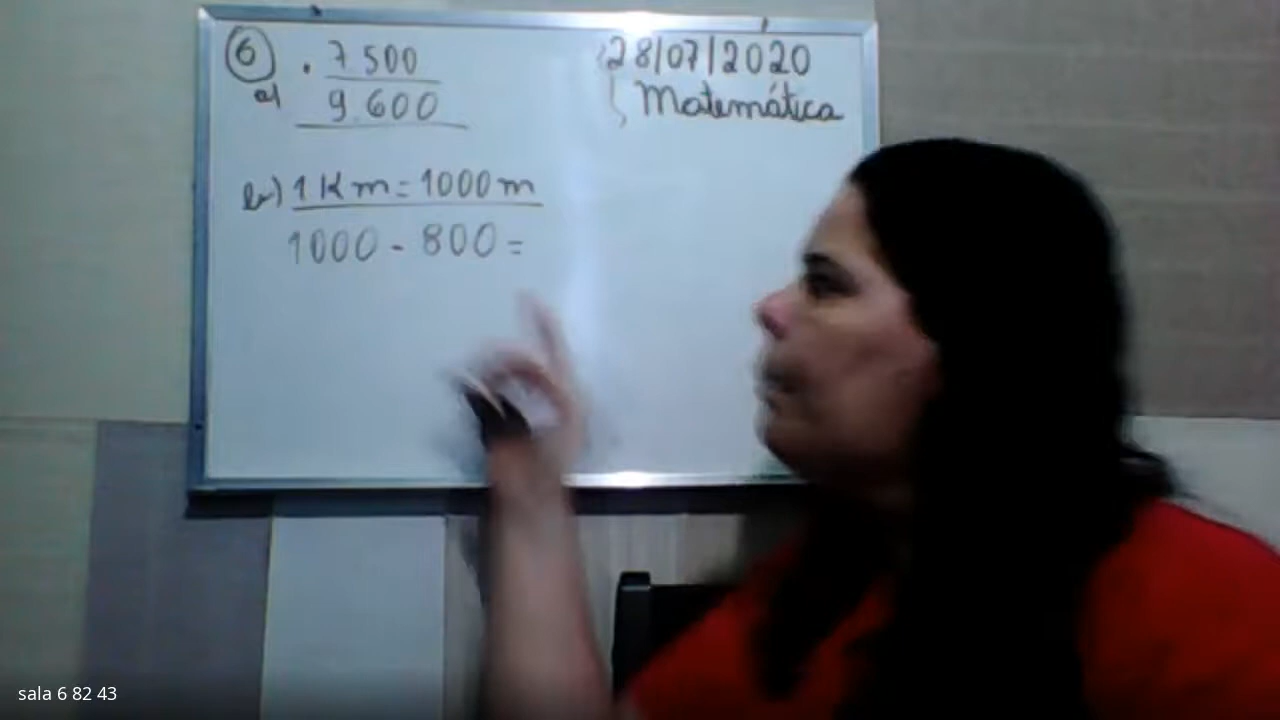 6
a) . 7 500
9.600
b) 1 Km = 1000 m
1000 - 800 =
28/07/2020
Matemática
sala 6 82 43